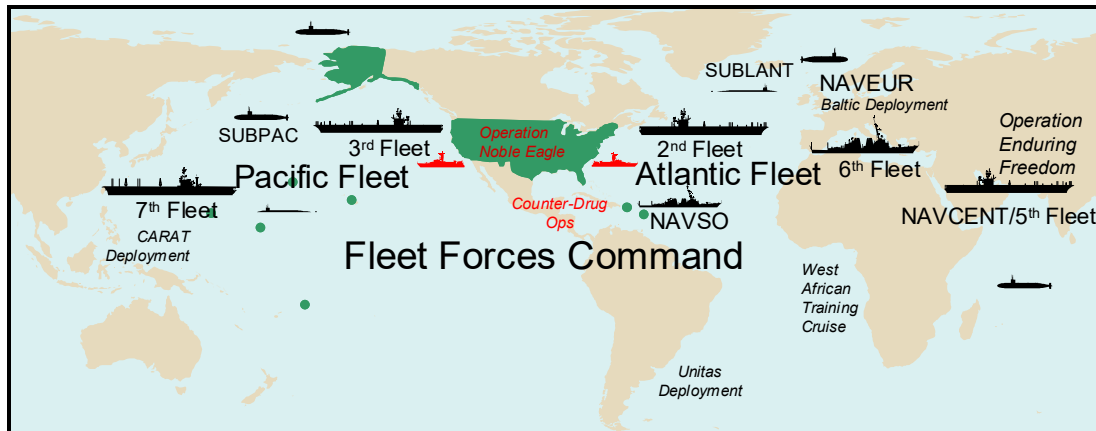 SUBLANT
NAVEUR
Baltic Deployment
SUBPAC
3rd Fleet
Operation
Noble Eagle
2nd Fleet
6th Fleet
Operation
Enduring
Freedom
Pacific Fleet
Atlantic Fleet
7th Fleet
Counter-Drug
Ops
NAVSO
NAVCENT/5th Fleet
CARAT
Deployment
Fleet Forces Command
West
African
Training
Cruise
Unitas
Deployment